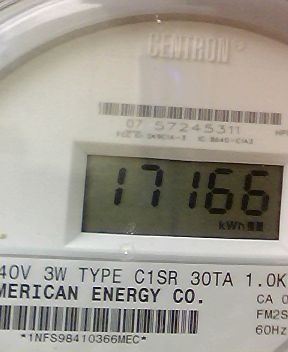 CENTRON®
07 57245311
17166
kWh
40V 3W TYPE C1SR 30TA 1.0K
MERICAN ENERGY CO.
CA 0
FM2S
60Hz
*1NFS98410366MEC*